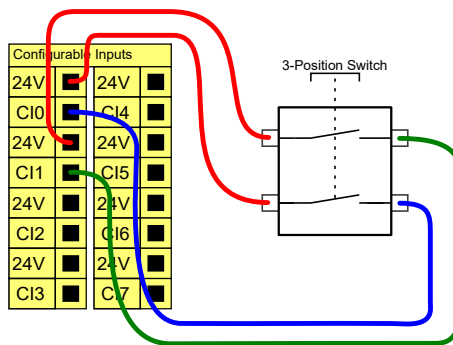 Configurable Inputs
3-Position Switch
24V 24V
CI0 CI4
24V 24V
CI1 CI5
24V 24V
CI2 CI6
24V 24V
CI3 CI7